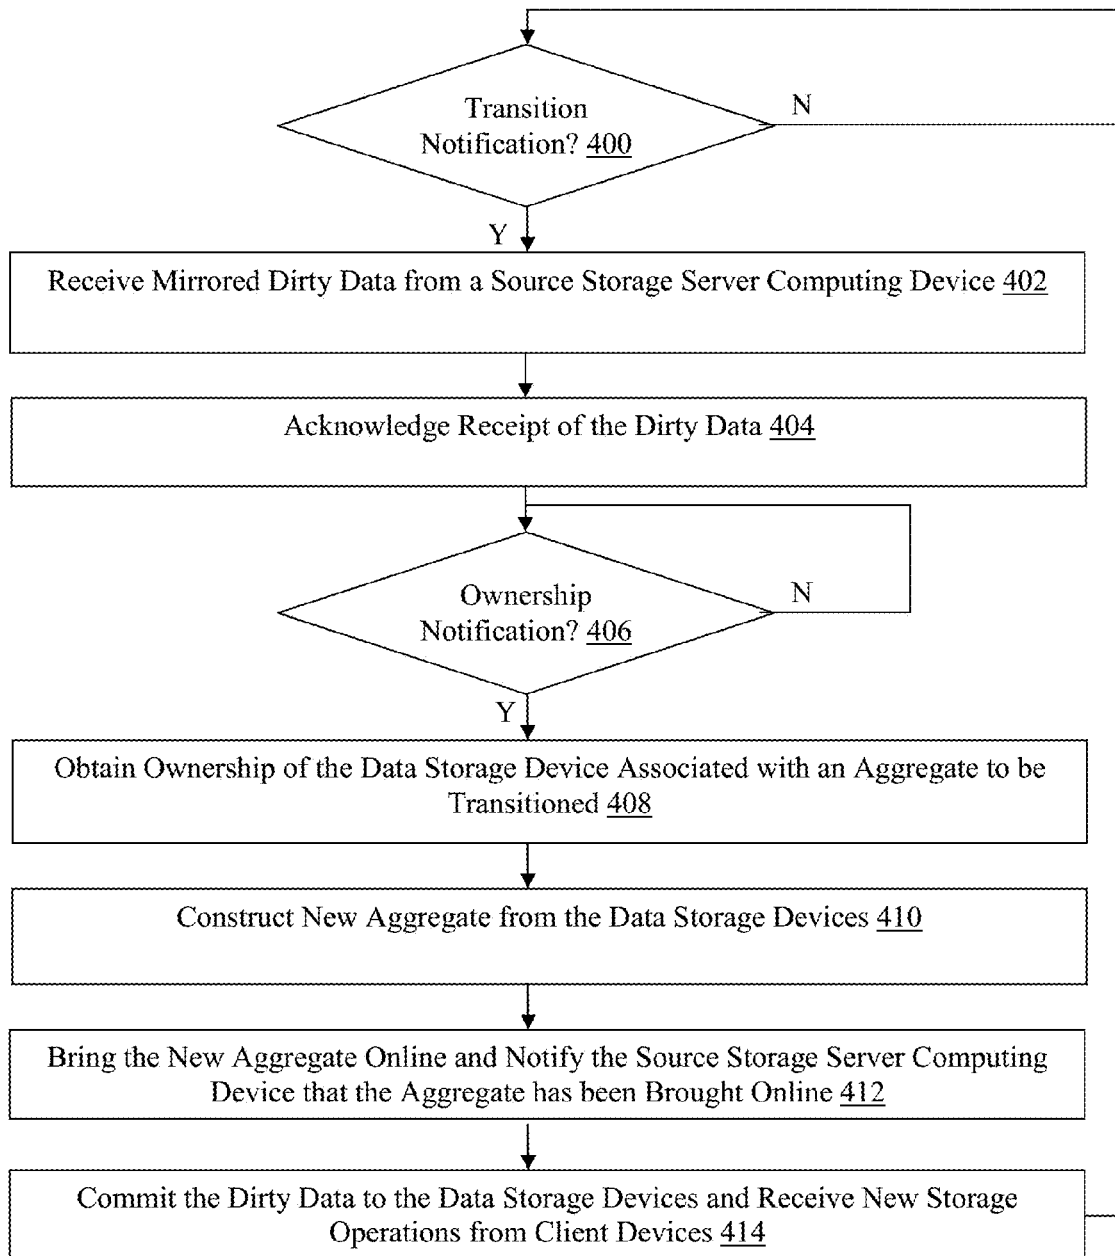 Transition
Notification? 400
N
Y
Receive Mirrored Dirty Data from a Source Storage Server Computing Device 402
Acknowledge Receipt of the Dirty Data 404
Ownership
Notification? 406
N
Y
Obtain Ownership of the Data Storage Device Associated with an Aggregate to be
Transitioned 408
Construct New Aggregate from the Data Storage Devices 410
Bring the New Aggregate Online and Notify the Source Storage Server Computing
Device that the Aggregate has been Brought Online 412
Commit the Dirty Data to the Data Storage Devices and Receive New Storage
Operations from Client Devices 414